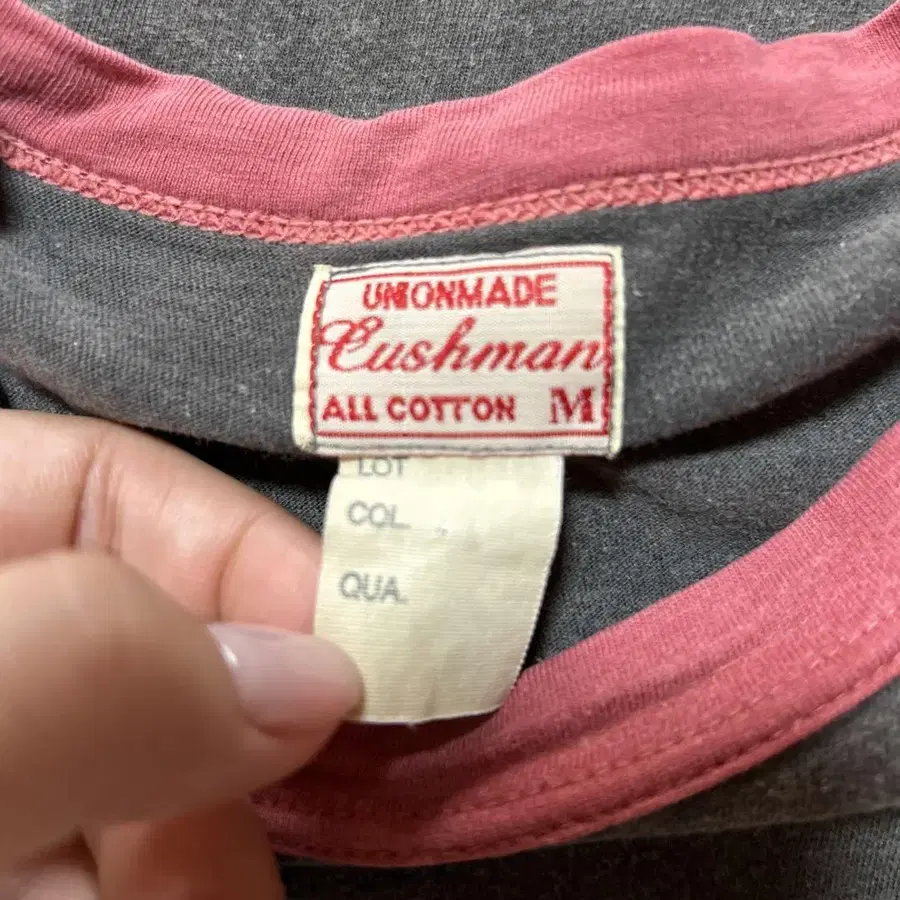 UNIONMADE
Cushman
ALL COTTON M
LOT
COL.
QUA.